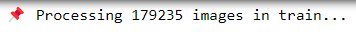 📌 Processing 179235 images in train...